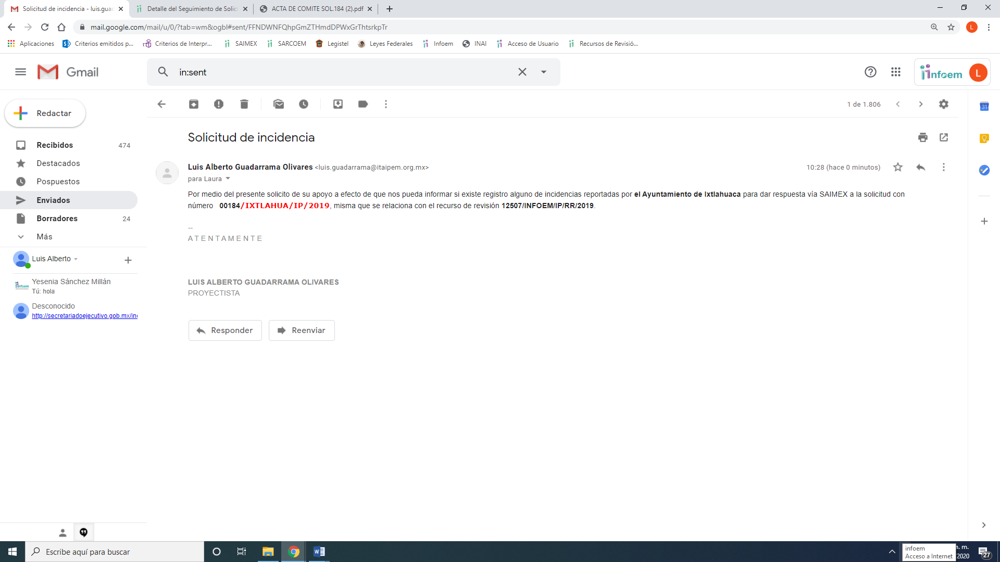 Solicitud de incidencia - luis.guac
Detalle del Seguimiento de Solic
ACTA DE COMITE SOL.184 (2).pdf
mail.google.com/mail/u/0/?tab=wm&ogbl#sent/FFNDWNFQhpGmZTHmdDPWxGrThtsrkpTr
L
Aplicaciones
Criterios emitidos p...
Criterios de Interpr...
SAIMEX
SARCOEM
Legistel
Leyes Federales
Infoem
INAI
Acceso de Usuario
Recursos de Revisió...
Gmail
in:sent
infoem
L
Redactar
1 de 1.806
31
Recibidos 474
Destacados
Pospuestos
Enviados
Borradores 24
Más
Luis Alberto
Yesenia Sánchez Millán
Tú: hola
Desconocido
http://secretariadoejecutivo.gob.mx/in
Solicitud de incidencia
Luis Alberto Guadarrama Olivares <luis.guadarrama@itaipem.org.mx>
10:28 (hace 0 minutos)
para Laura
Por medio del presente solicito de su apoyo a efecto de que nos pueda informar si existe registro alguno de incidencias reportadas por el Ayuntamiento de Ixtlahuaca para dar respuesta vía SAIMEX a la solicitud con
número 00184/IXTLAHUA/IP/2019, misma que se relaciona con el recurso de revisión 12507/INFOEM/IP/RR/2019.
--
A T E N T A M E N T E
LUIS ALBERTO GUADARRAMA OLIVARES
PROYECTISTA
Responder
Reenviar
Escribe aquí para buscar
infoem
Acceso a Internet
a. m.
2020
27